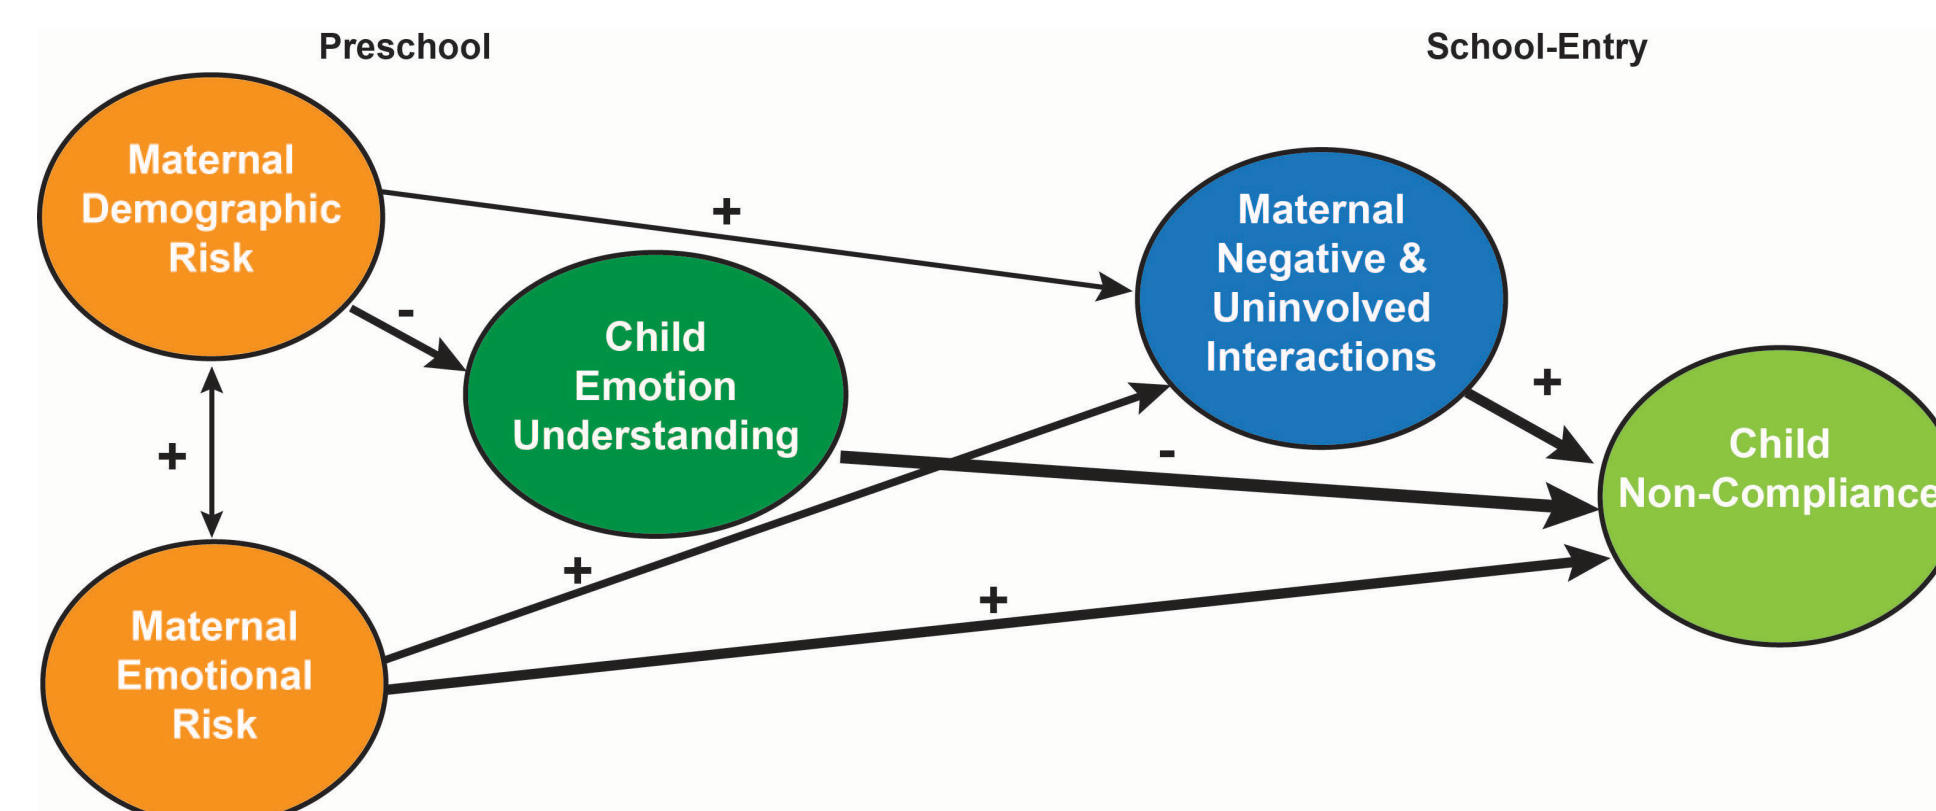 Preschool
School-Entry
Maternal
Demographic
Risk
+
Maternal
Negative &
Uninvolved
Interactions
-
Child
Emotion
Understanding
+
Child
Non-Compliance
+
-
+
+
Maternal
Emotional
Risk